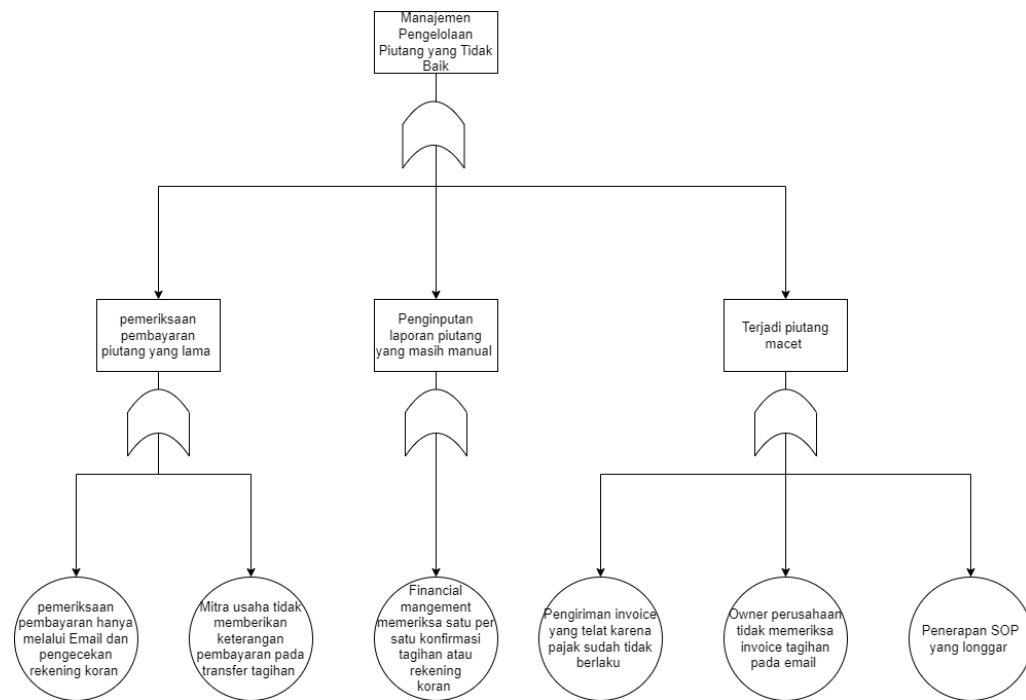 Manajemen
Pengelolaan
Piutang yang Tidak
Baik
pemeriksaan
pembayaran
piutang yang lama
Penginputan
laporan piutang
yang masih manual
Terjadi piutang
macet
pemeriksaan
pembayaran hanya
melalui Email dan
pengecekan
rekening koran
Mitra usaha tidak
memberikan
keterangan
pembayaran pada
transfer tagihan
Financial
mangement
memeriksa satu per
satu konfirmasi
tagihan atau
rekening
koran
Pengiriman invoice
yang telat karena
pajak sudah tidak
berlaku
Owner perusahaan
tidak memeriksa
invoice tagihan
pada email
Penerapan SOP
yang longgar